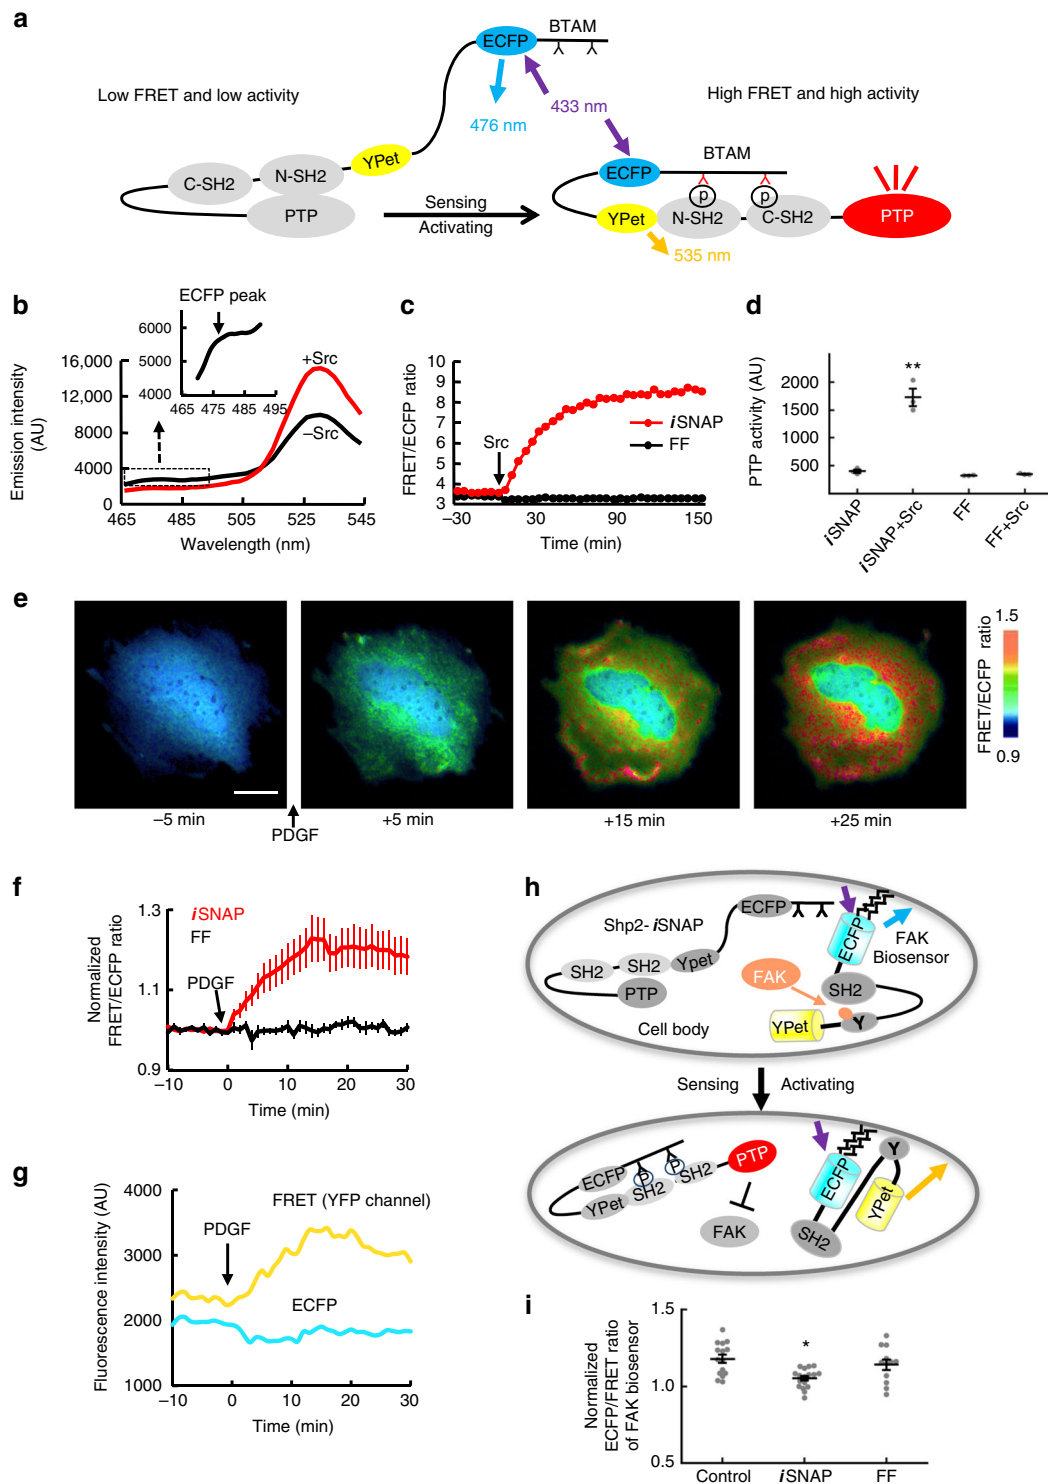 a
ECFP
BTAM
Low FRET and low activity
High FRET and high activity
476 nm
433 nm
YPet
BTAM
C-SH2
N-SH2
PTP
ECFP
p
p
Sensing
Activating
YPet
N-SH2
C-SH2
PTP
535 nm
b
ECFP peak
6000
5000
4000
465
475
485
495
16,000
12,000
8000
4000
0
+Src
−Src
465
485
505
525
545
Emission intensity
(AU)
Wavelength (nm)
c
10
9
8
7
6
5
4
3
Src
iSNAP
FF
−30
30
90
150
FRET/ECFP ratio
Time (min)
d
**
2000
1500
1000
500
PTP activity (AU)
iSNAP
iSNAP+Src
FF
FF+Src
e
−5 min
PDGF
+5 min
+15 min
+25 min
1.5
0.9
FRET/ECFP ratio
f
1.3
1.1
0.9
iSNAP
FF
PDGF
−10
0
10
20
30
Normalized
FRET/ECFP ratio
Time (min)
g
FRET (YFP channel)
PDGF
ECFP
3000
2000
1000
−10
0
10
20
30
Fluorescence intensity (AU)
Time (min)
h
Shp2-iSNAP
ECFP
ECFP
FAK
Biosensor
SH2
SH2
Ypet
PTP
FAK
SH2
Cell body
YPet
Y
Sensing
Activating
ECFP
P
P
YPet
SH2
SH2
PTP
FAK
ECFP
Y
YPet
SH2
i
1.5
1.0
0.5
*
Normalized
ECFP/FRET ratio
of FAK biosensor
Control
iSNAP
FF